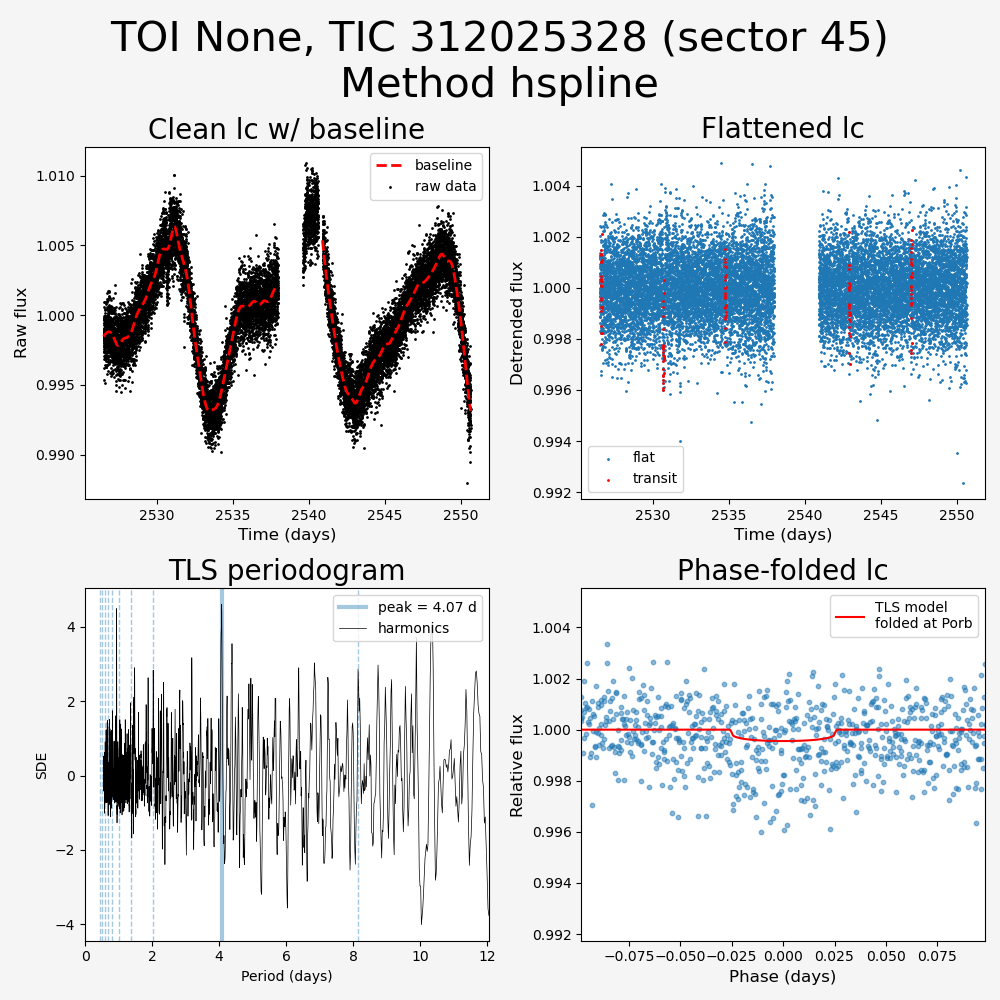 TOI None, TIC 312025328 (sector 45)
Method hspline
Clean lc w/ baseline
baseline
raw data
1.010
1.005
1.000
0.995
0.990
Raw flux
2530
2535
2540
2545
2550
Time (days)
Flattened lc
1.004
1.002
1.000
0.998
0.996
0.994
0.992
Detrended flux
flat
transit
2530
2535
2540
2545
2550
Time (days)
TLS periodogram
peak = 4.07 d
harmonics
4
2
0
−2
−4
SDE
0
2
4
6
8
10
12
Period (days)
Phase-folded lc
TLS model
folded at Porb
1.004
1.002
1.000
0.998
0.996
0.994
0.992
Relative flux
−0.075
−0.050
−0.025
0.000
0.025
0.050
0.075
Phase (days)